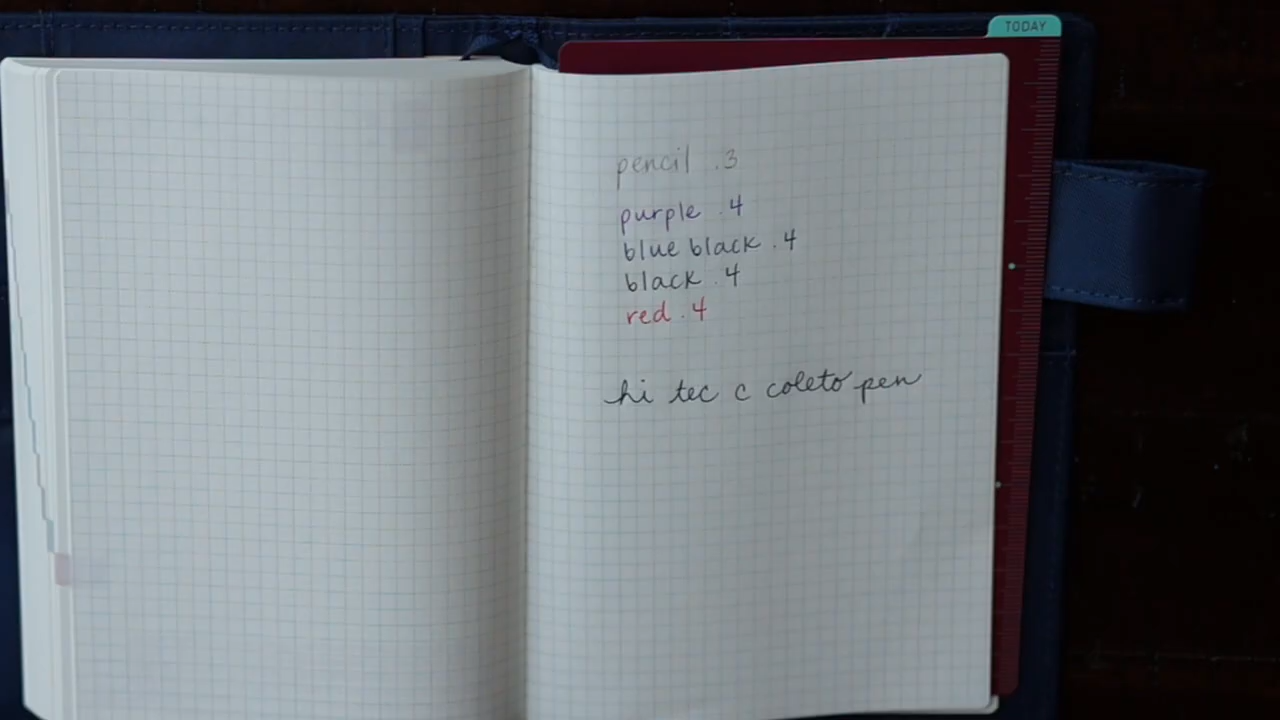 TODAY
pencil .3
purple .4
blue black .4
black .4
red .4
hi tec c coleto pen